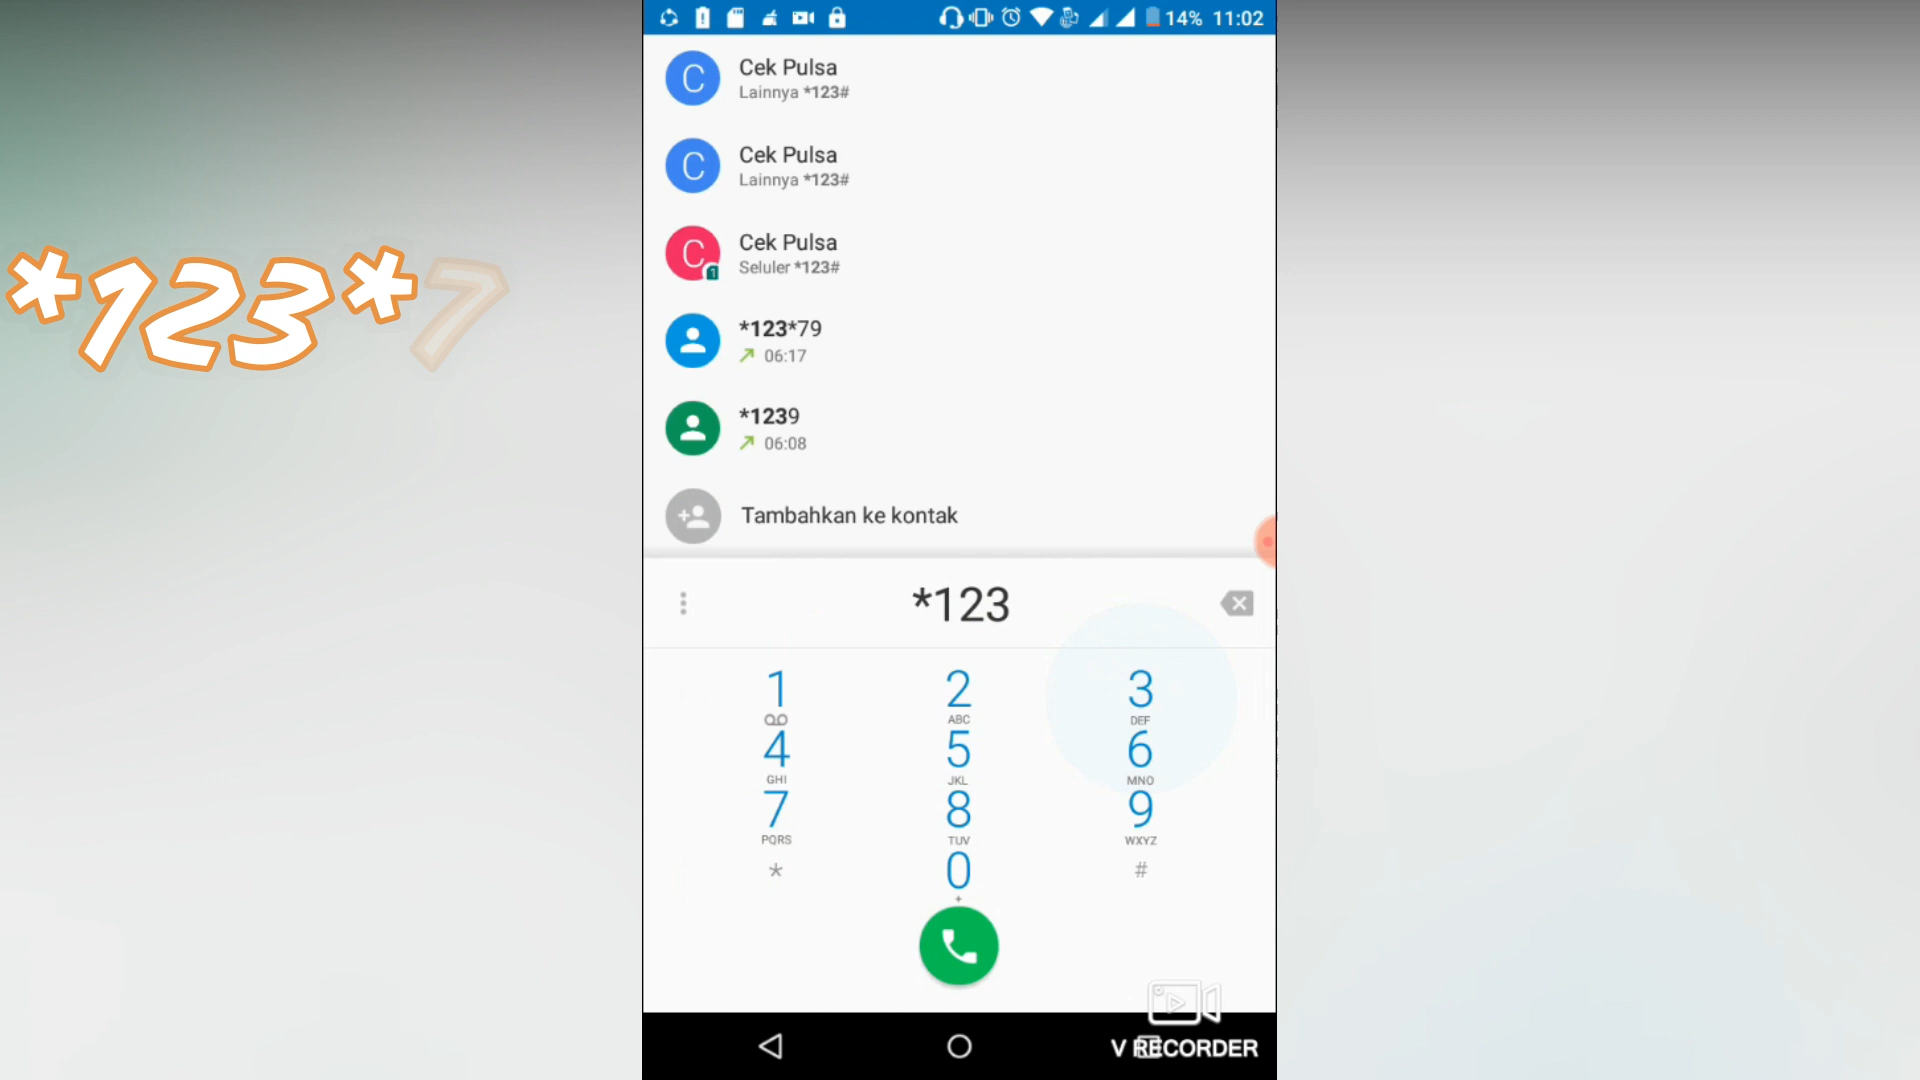 14% 11:02
Cek Pulsa
Lainnya *123#
Cek Pulsa
Lainnya *123#
C
C
C
1
Cek Pulsa
Seluler *123#
*123*7
*123*79
06:17
*1239
06:08
Tambahkan ke kontak
*123
1 2 3
ABC DEF
4 5 6
GHI JKL MNO
7 8 9
PQRS TUV WXYZ
* 0 #
+
V RECORDER